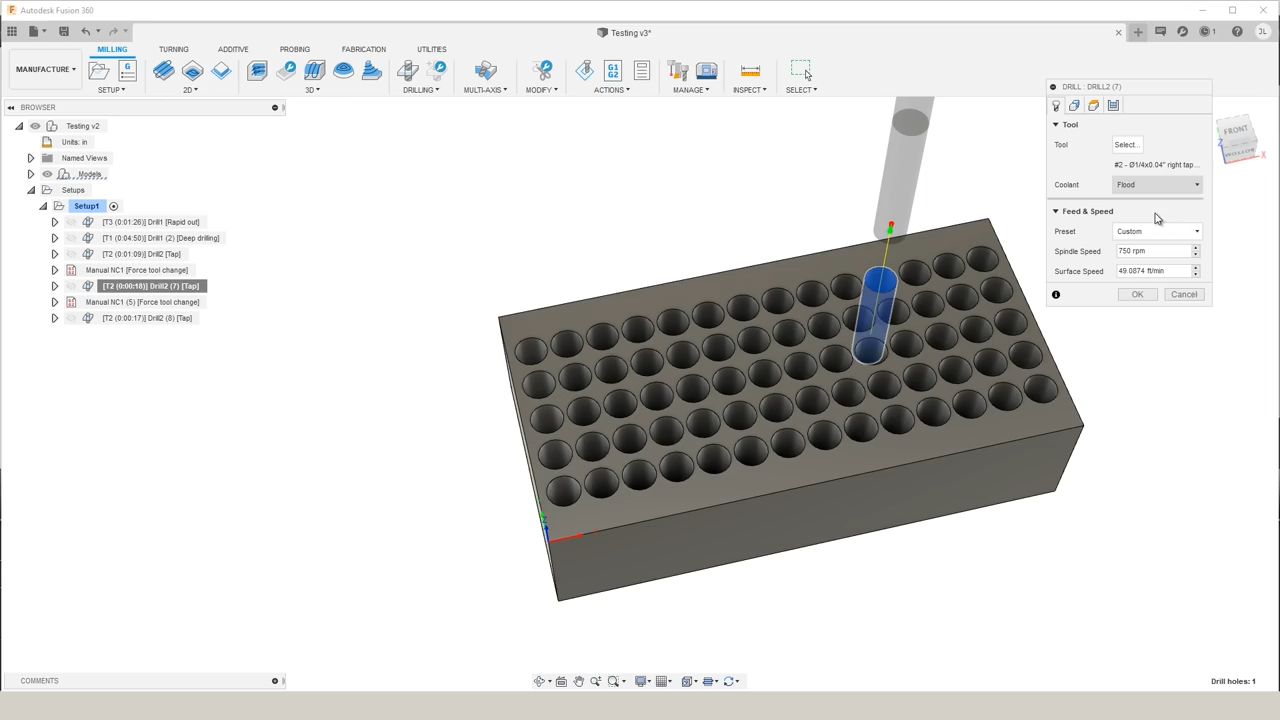 Autodesk Fusion 360
Testing v3*
1
JL
MILLING
TURNING
ADDITIVE
PROBING
FABRICATION
UTILITIES
MANUFACTURE
SETUP
2D
3D
DRILLING
MULTI-AXIS
MODIFY
ACTIONS
MANAGE
INSPECT
SELECT
G
G1
G2
BROWSER
Testing v2
Units: in
Named Views
Models
Setups
Setup1
[T3 (0:01:26)] Drill1 [Rapid out]
[T1 (0:04:50)] Drill1 (2) [Deep drilling]
[T2 (0:01:09)] Drill2 [Tap]
Manual NC1 [Force tool change]
[T2 (0:00:18)] Drill2 (7) [Tap]
Manual NC1 (5) [Force tool change]
[T2 (0:00:17)] Drill2 (8) [Tap]
DRILL : DRILL2 (7)
Tool
Tool
Select...
#2 - Ø1/4x0.04" right tap...
Coolant
Flood
Feed & Speed
Preset
Custom
Spindle Speed
750 rpm
Surface Speed
49.0874 ft/min
OK
Cancel
FRONT
Z
X
COMMENTS
Drill holes: 1